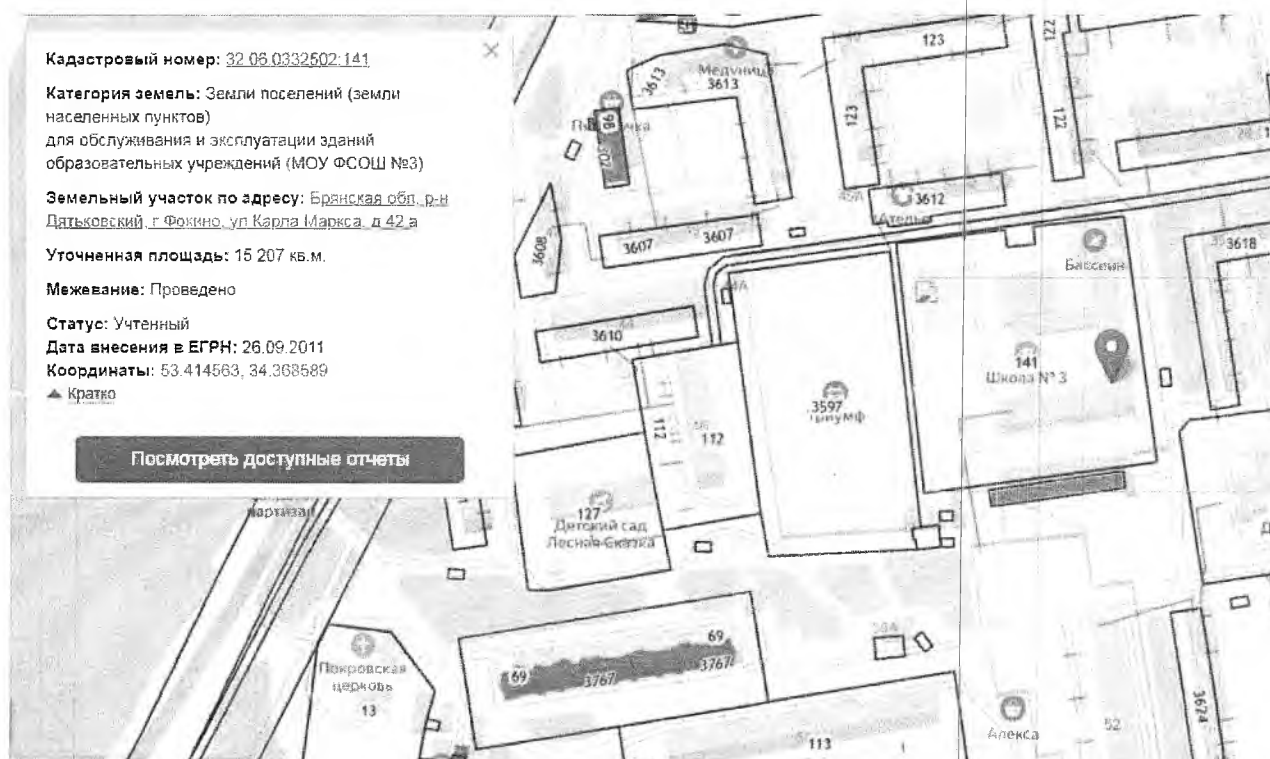 Кадастровый номер: 32:06:0332502:141
Категория земель: Земли поселений (земли
населенных пунктов)
для обслуживания и эксплуатации зданий
образовательных учреждений (МОУ ФСОШ №3)
Земельный участок по адресу: Брянская обл, р-н
Дятьковский, г Фокино, ул Карла Маркса, д 42 а
Уточненная площадь: 15 207 кв.м.
Межевание: Проведено
Статус: Учтенный
Дата внесения в ЕГРН: 26.09.2011
Координаты: 53.414563, 34.368589
Кратко
Посмотреть доступные отчеты
123
122
Медуница
3613
3613
98
123
122
45А
3612
Ателье
3608
3607
3607
3618
Бассейн
3610
141
Школа № 3
3597
Триумф
112
112
127
Детский сад
Лесная Сказка
партизан
69
69
3767
3767
Покровская
церковь
13
Алекса
52
3674
113